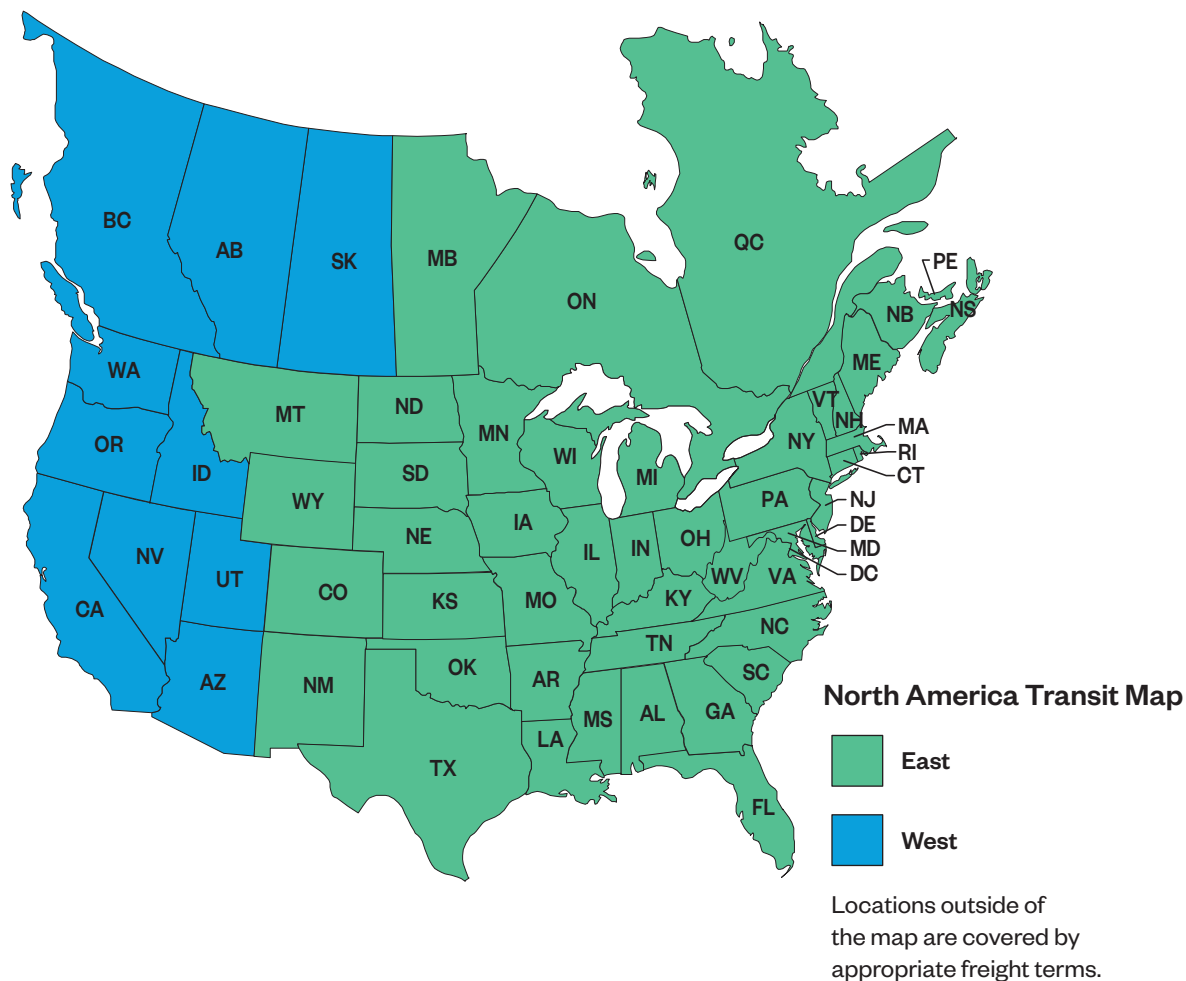 BC
AB
SK
MB
ON
QC
PE
NB
NS
WA
MT
ND
MN
ME
VT
NH
MA
OR
ID
WY
SD
WI
MI
NY
RI
CT
NV
UT
CO
NE
IA
IL
IN
OH
PA
NJ
DE
MD
DC
CA
AZ
NM
KS
MO
KY
WV
VA
OK
AR
TN
NC
SC
TX
LA
MS
AL
GA
FL
North America Transit Map
East
West
Locations outside of
the map are covered by
appropriate freight terms.